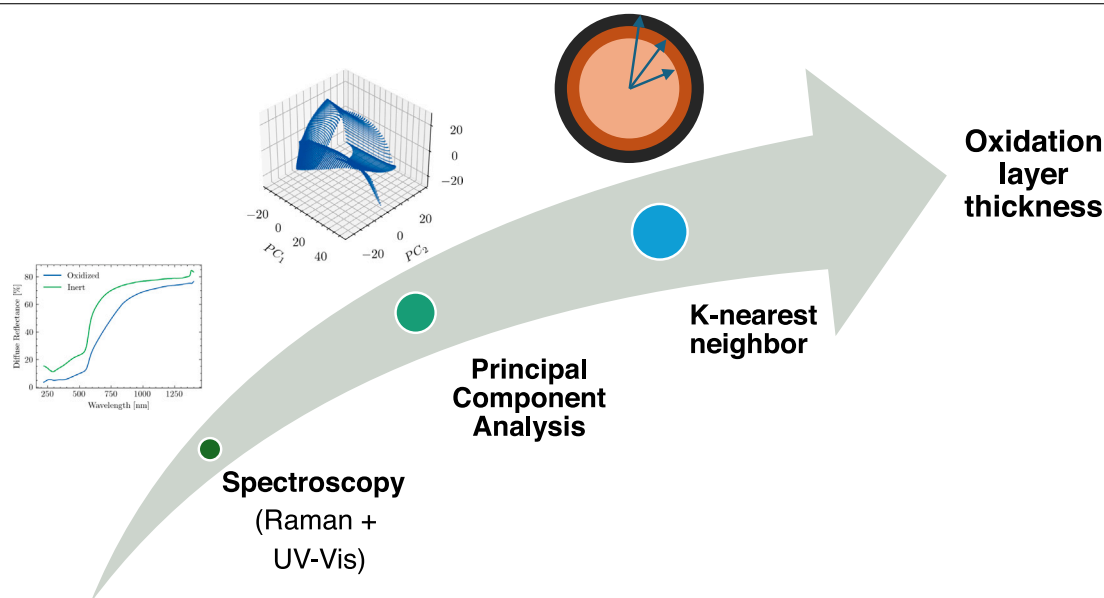 20
0
−20
−20
0
20
40
PC₁
20
0
−20
PC₂
Oxidation
layer
thickness
Oxidized
Inert
80
60
40
20
0
250
500
750
1000
1250
Diffuse Reflectance [%]
Wavelength [nm]
K-nearest
neighbor
Principal
Component
Analysis
Spectroscopy
(Raman +
UV-Vis)